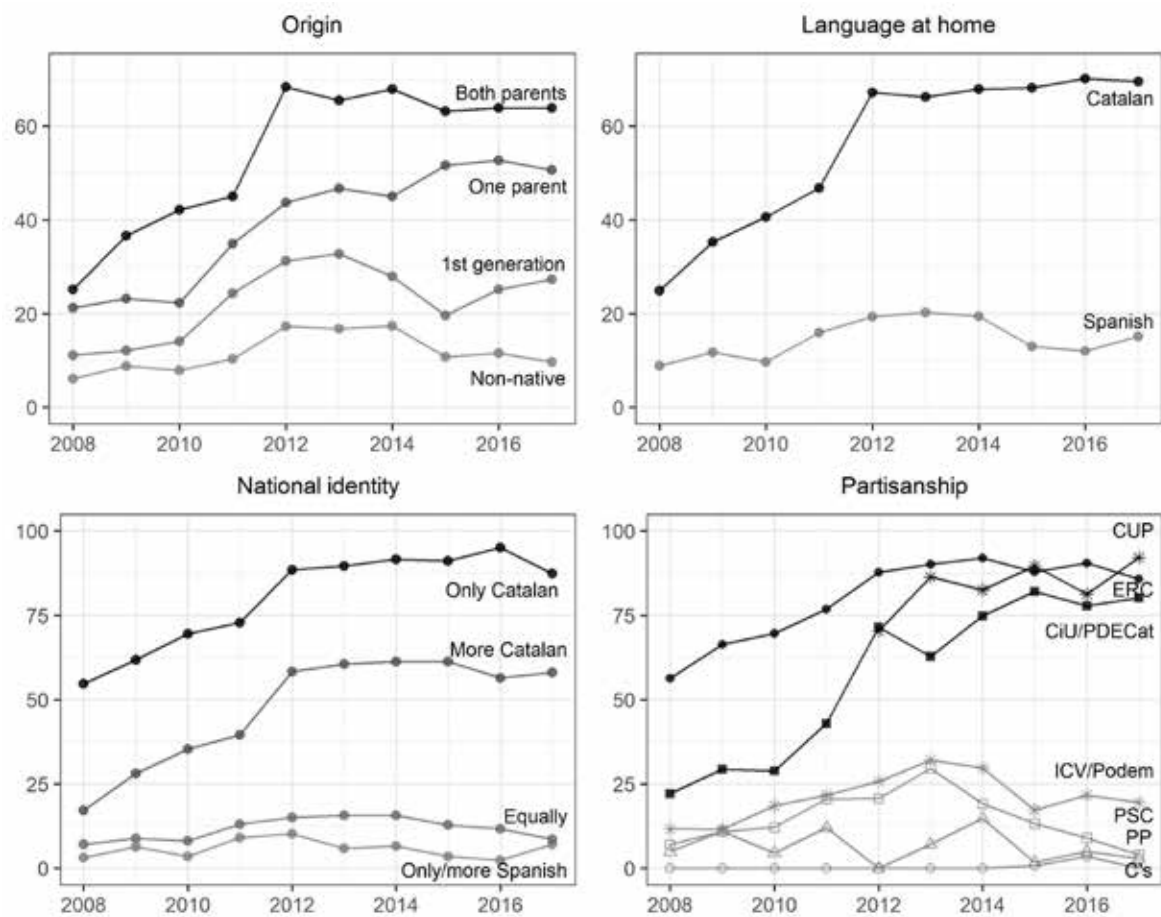 Origin
60
40
20
0
Both parents
One parent
1st generation
Non-native
2008 2010 2012 2014 2016
Language at home
60
40
20
0
Catalan
Spanish
2008 2010 2012 2014 2016
National identity
100
75
50
25
0
Only Catalan
More Catalan
Equally
Only/more Spanish
2008 2010 2012 2014 2016
Partisanship
100
75
50
25
0
CUP
ERC
CiU/PDECat
ICV/Podem
PSC
PP
C's
2008 2010 2012 2014 2016